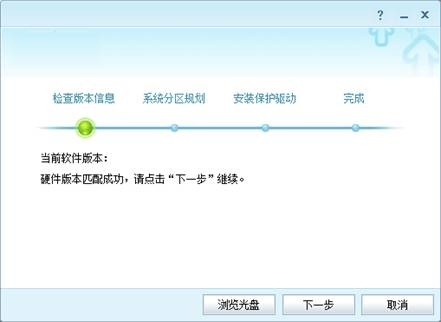 ?
检查版本信息 系统分区规划 安装保护驱动 完成
当前软件版本：
硬件版本匹配成功，请点击“下一步”继续。
浏览光盘 下一步 取消